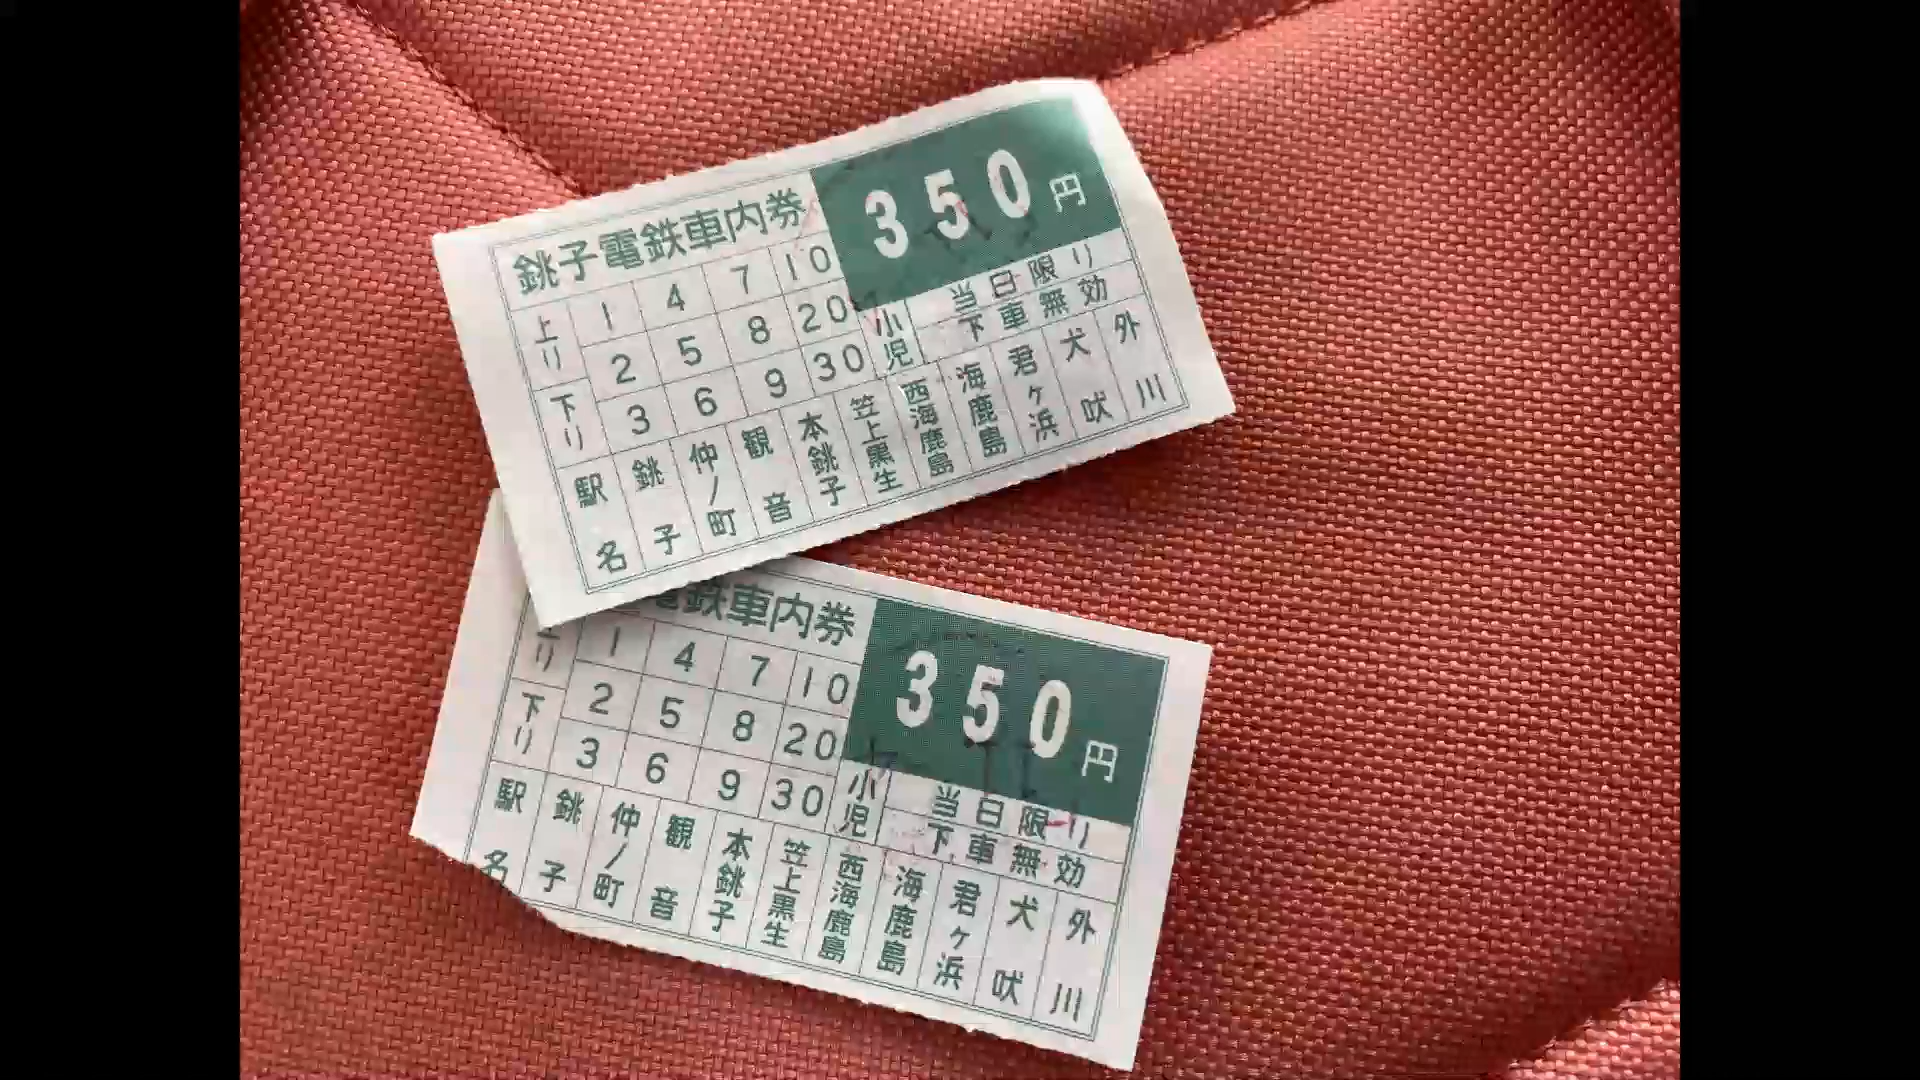 銚子電鉄車内券
350円
上り 1 4 7 10
2 5 8 20
下り 3 6 9 30
小児
当日限り
下車無効
駅名 銚子 仲ノ町 観音 本銚子 笠上黒生 西海鹿島 海鹿島 君ヶ浜 犬吠 外川
電鉄車内券
350円
上り 1 4 7 10
下り 2 5 8 20
3 6 9 30
小児
当日限り
下車無効
駅名 銚子 仲ノ町 観音 本銚子 笠上黒生 西海鹿島 海鹿島 君ヶ浜 犬吠 外川